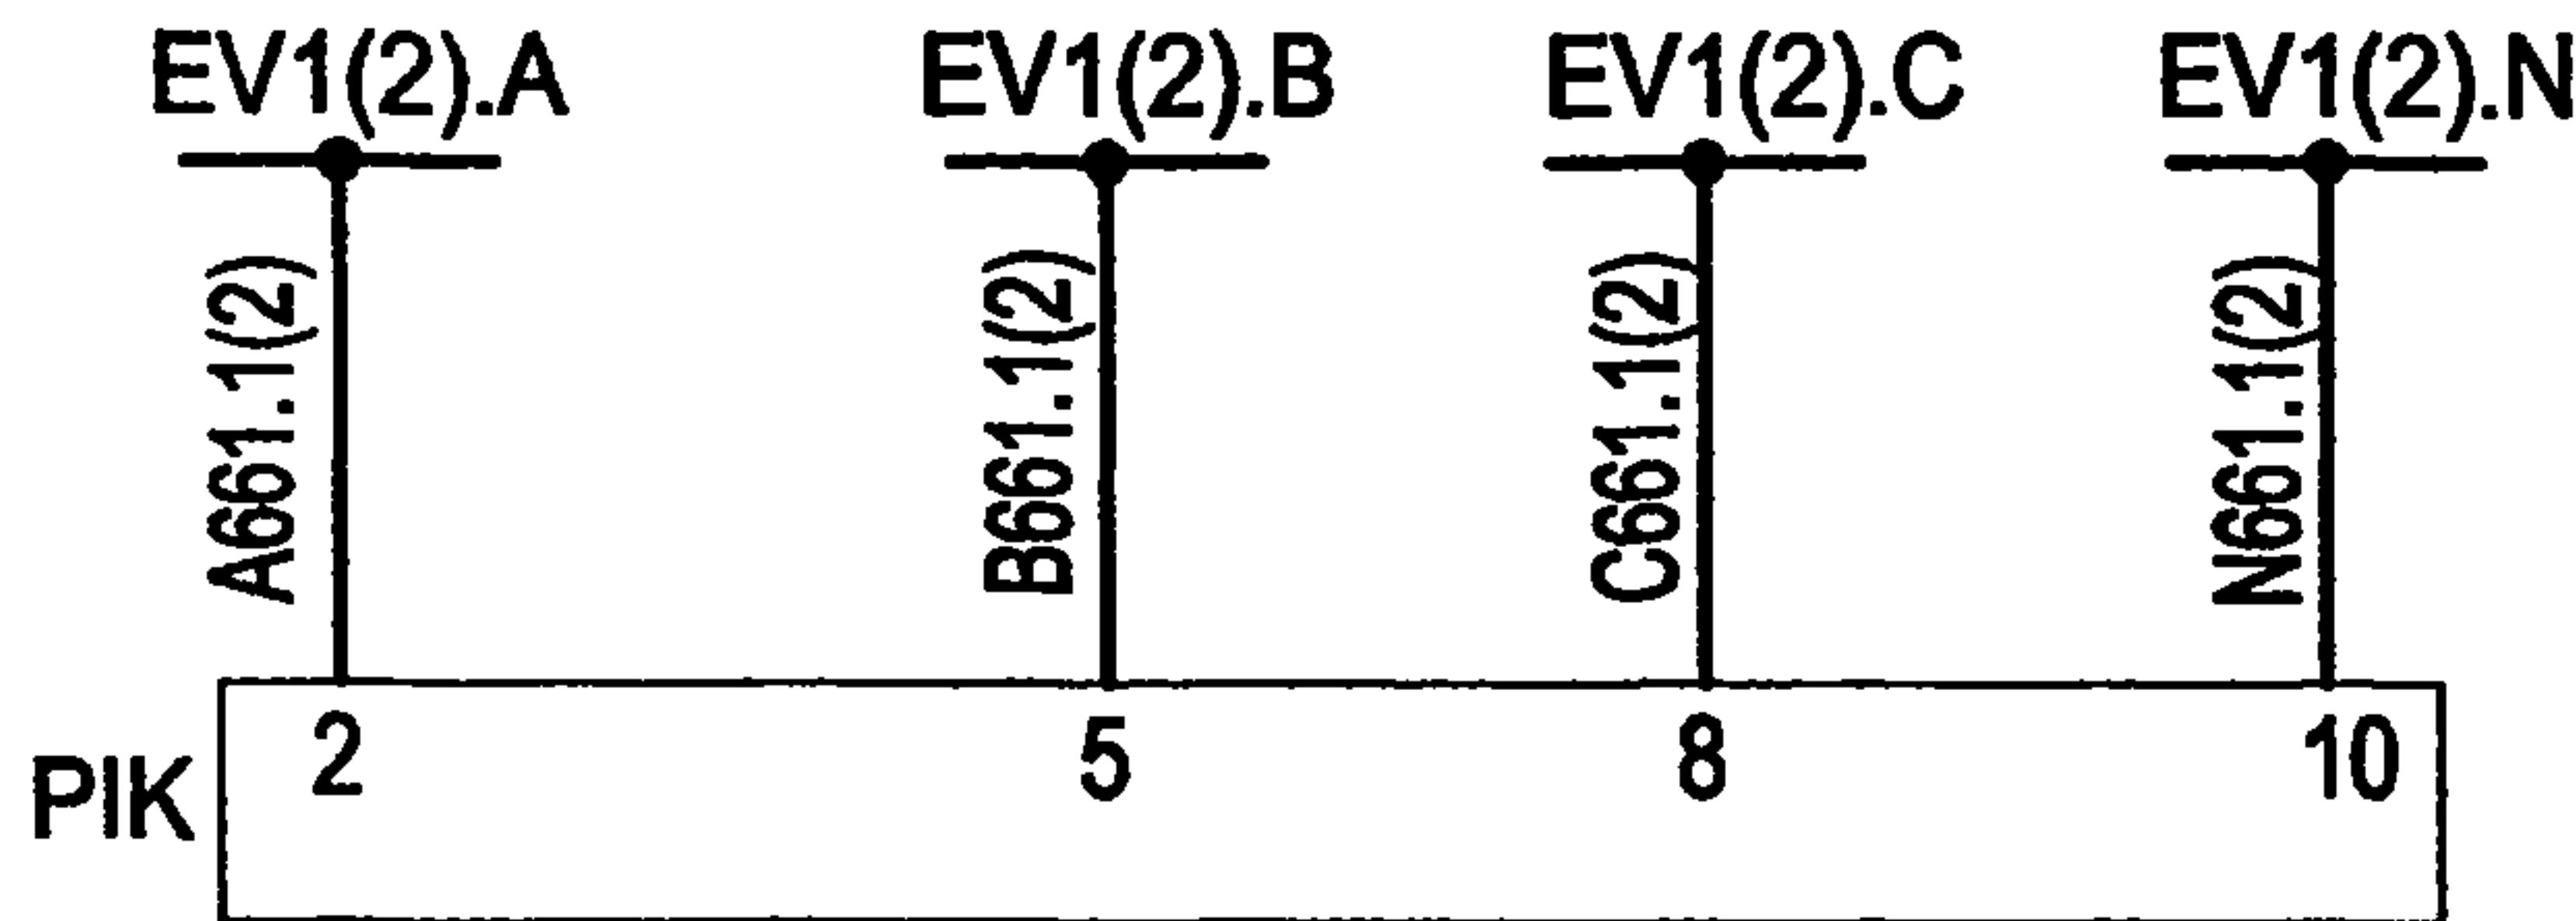 EV1(2).A EV1(2).B EV1(2).C EV1(2).N
A661.1(2) B661.1(2) C661.1(2) N661.1(2)
2 5 8 10
PIK